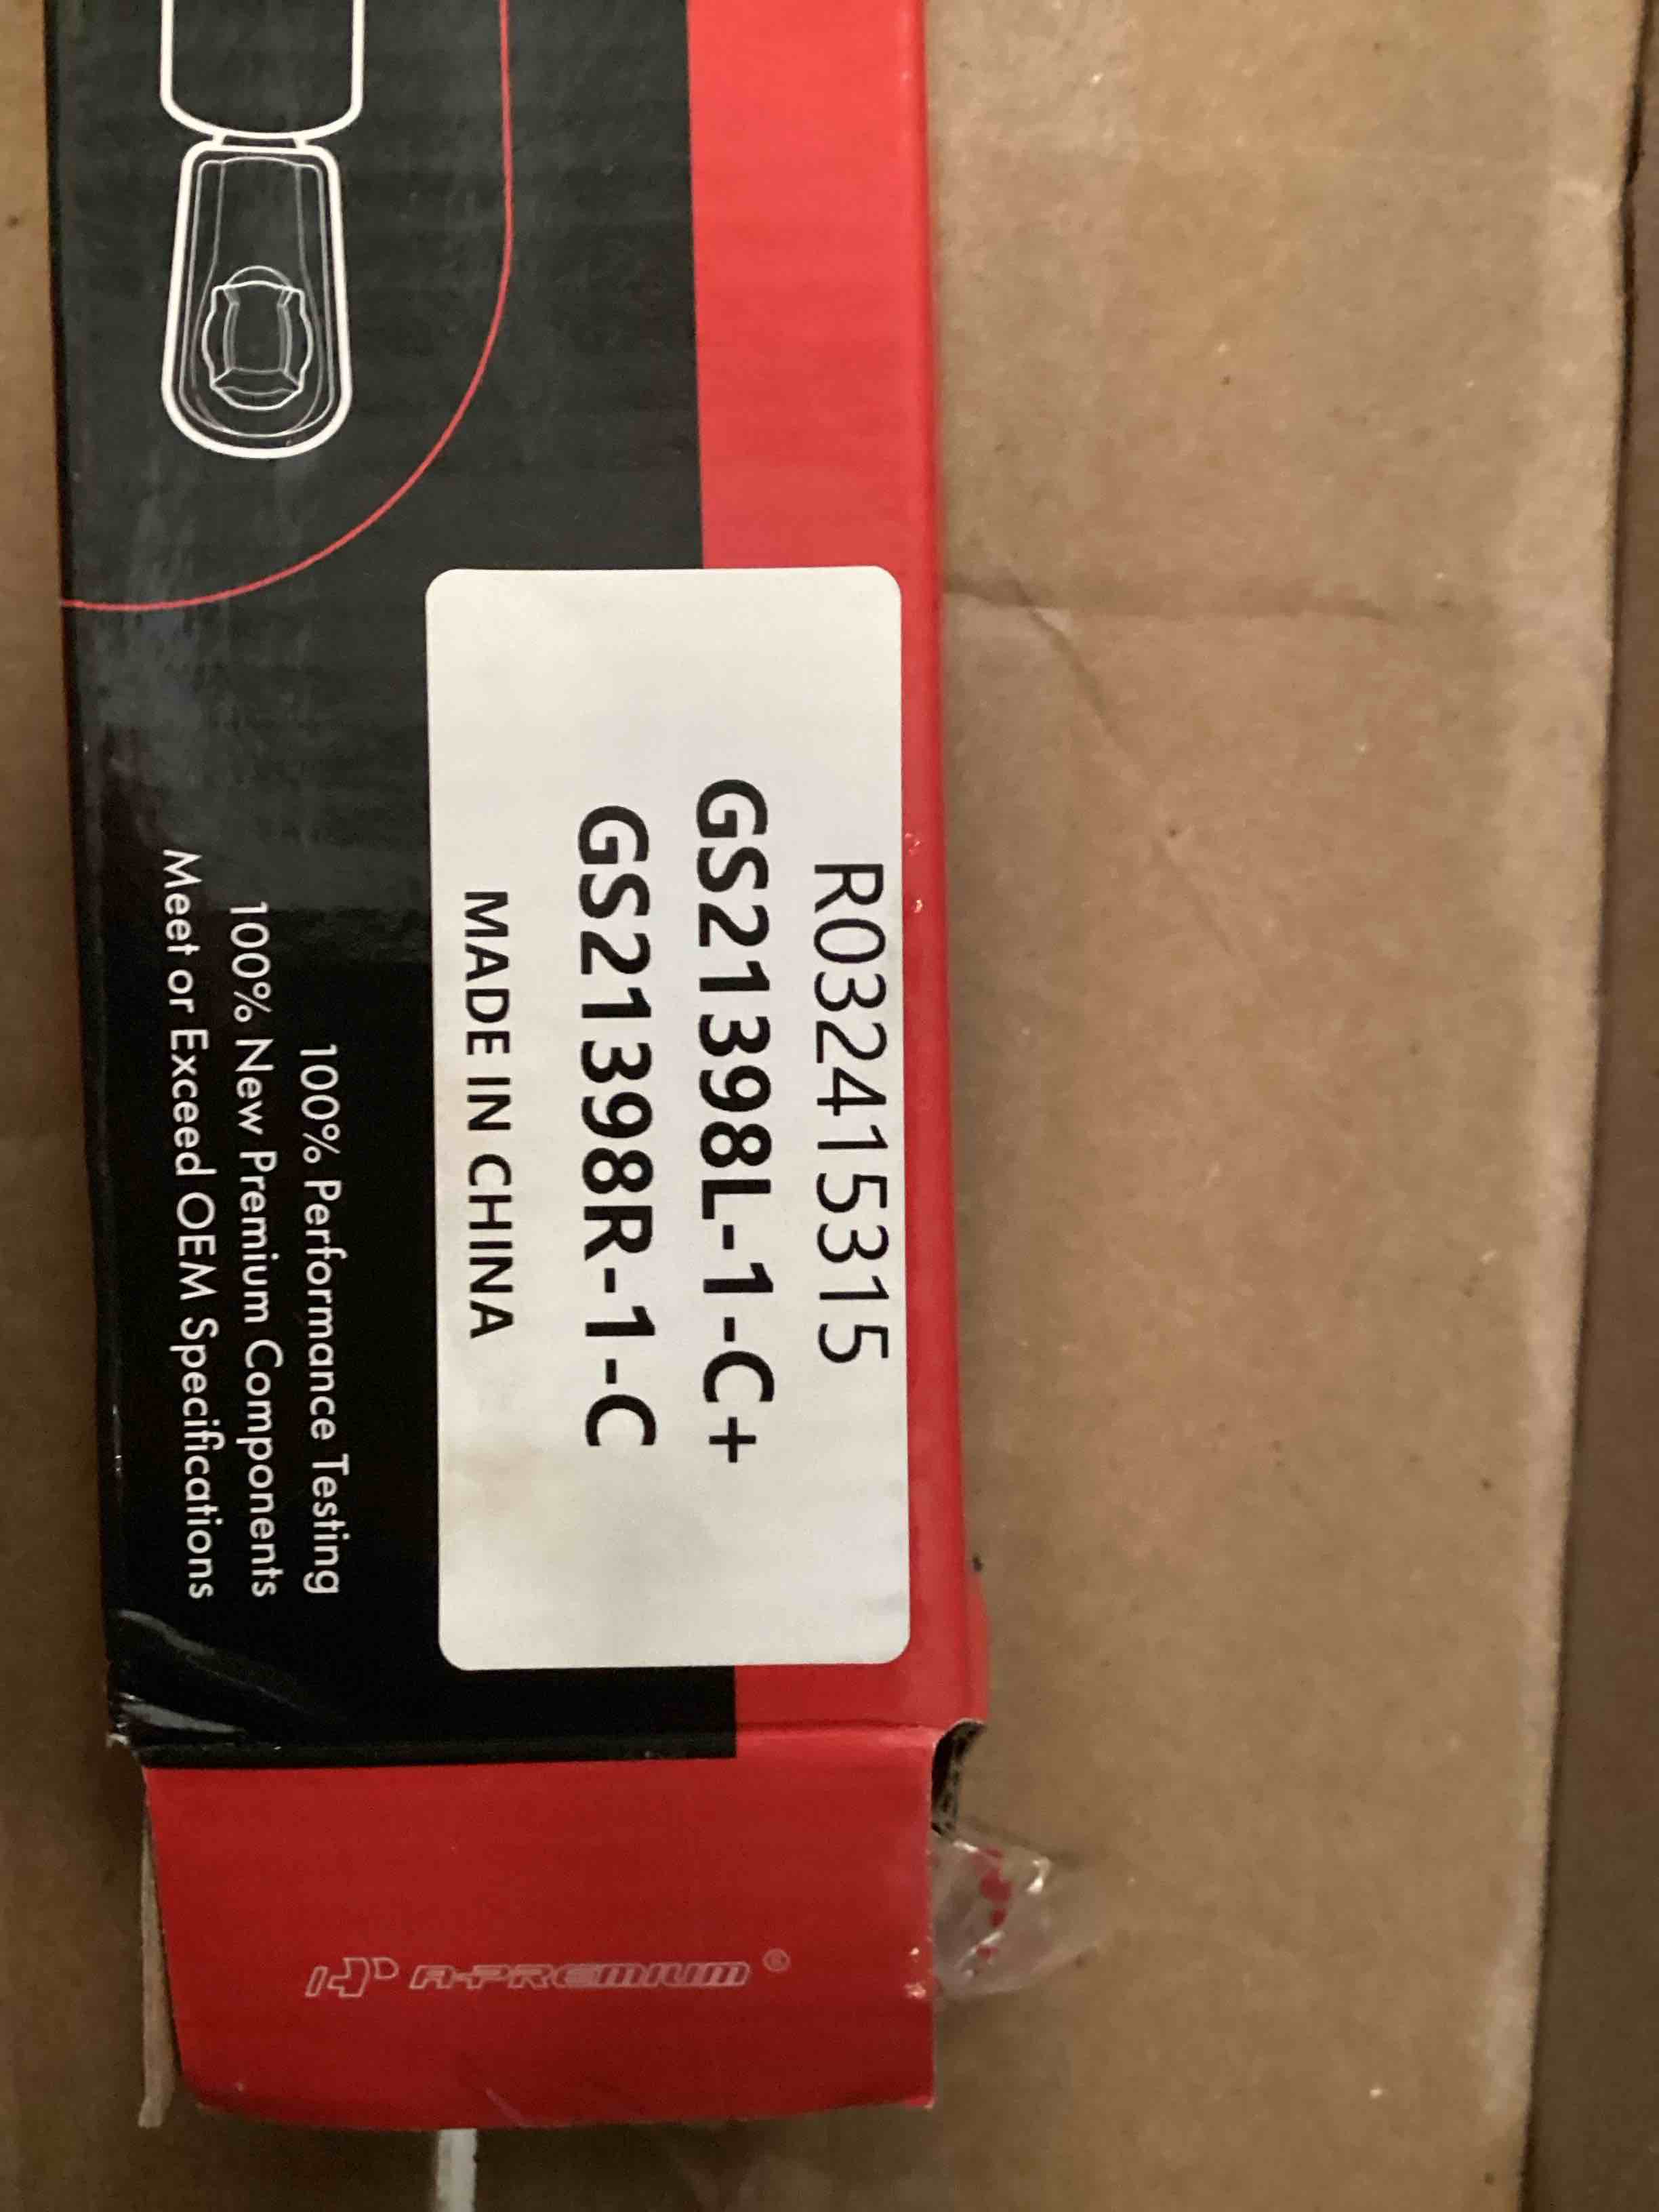 R032415315
GS21398L-1-C+
GS21398R-1-C
MADE IN CHINA
100% Performance Testing
100% New Premium Components
Meet or Exceed OEM Specifications
A-PREMIUM®